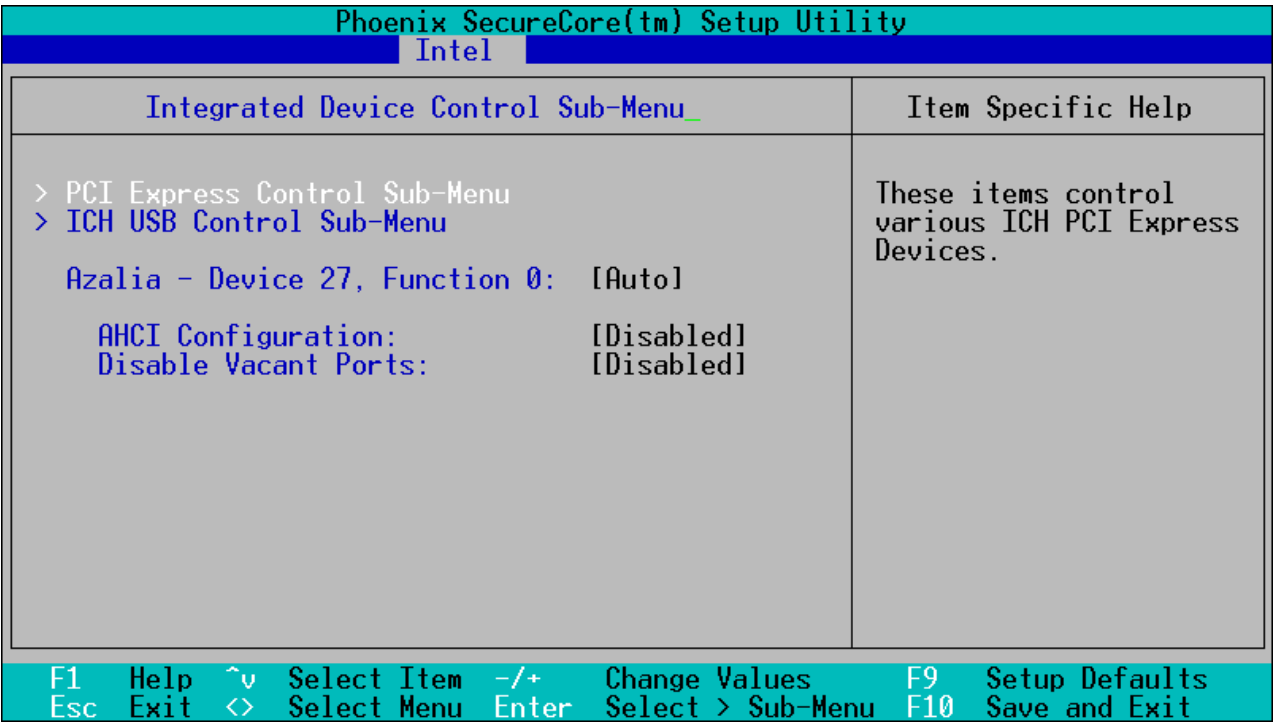 Phoenix SecureCore(tm) Setup Utility
Intel
Integrated Device Control Sub-Menu_
Item Specific Help
> PCI Express Control Sub-Menu
> ICH USB Control Sub-Menu
Azalia - Device 27, Function 0: [Auto]
AHCI Configuration: [Disabled]
Disable Vacant Ports: [Disabled]
These items control
various ICH PCI Express
Devices.
F1 Help ^v Select Item -/+ Change Values F9 Setup Defaults
Esc Exit <> Select Menu Enter Select > Sub-Menu F10 Save and Exit